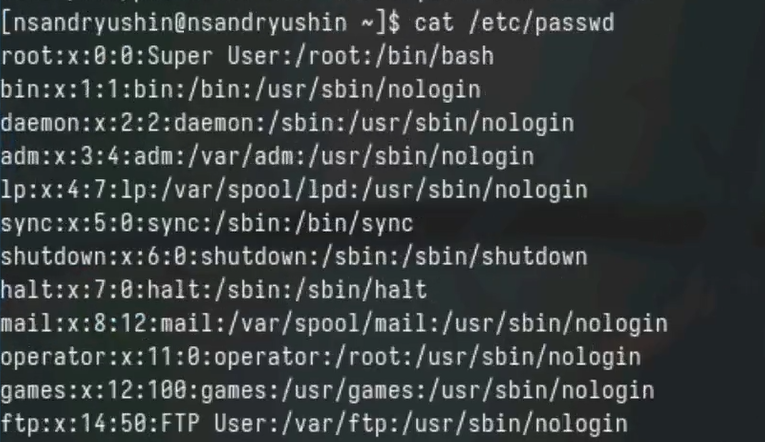 [nsandryushin@nsandryushin ~]$ cat /etc/passwd
root:x:0:0:Super User:/root:/bin/bash
bin:x:1:1:bin:/bin:/usr/sbin/nologin
daemon:x:2:2:daemon:/sbin:/usr/sbin/nologin
adm:x:3:4:adm:/var/adm:/usr/sbin/nologin
lp:x:4:7:lp:/var/spool/lpd:/usr/sbin/nologin
sync:x:5:0:sync:/sbin:/bin/sync
shutdown:x:6:0:shutdown:/sbin:/sbin/shutdown
halt:x:7:0:halt:/sbin:/sbin/halt
mail:x:8:12:mail:/var/spool/mail:/usr/sbin/nologin
operator:x:11:0:operator:/root:/usr/sbin/nologin
games:x:12:100:games:/usr/games:/usr/sbin/nologin
ftp:x:14:50:FTP User:/var/ftp:/usr/sbin/nologin